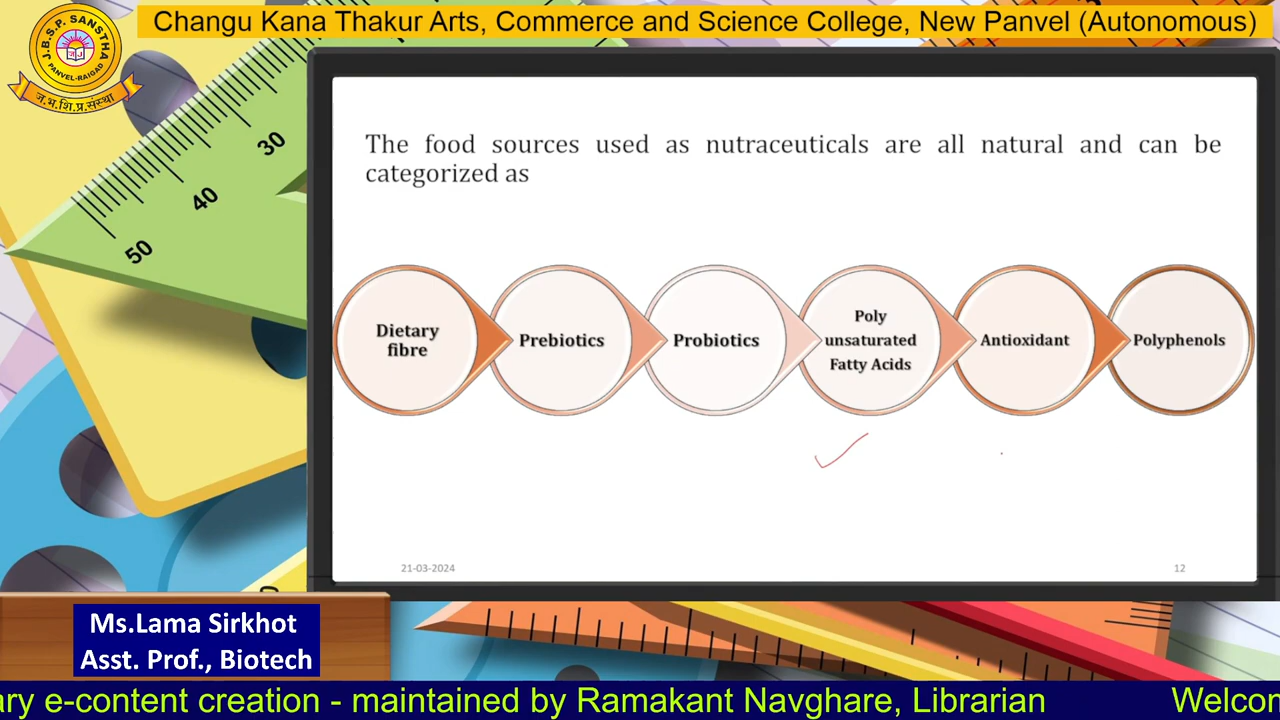 Changu Kana Thakur Arts, Commerce and Science College, New Panvel (Autonomous)
J.B.S.P. SANSTHA
PANVEL-RAIGAD
ज.भ.शि.प्र.संस्था
30
40
50
The food sources used as nutraceuticals are all natural and can be
categorized as
Dietary
fibre
Prebiotics
Probiotics
Poly
unsaturated
Fatty Acids
Antioxidant
Polyphenols
21-03-2024
12
Ms.Lama Sirkhot
Asst. Prof., Biotech
ary e-content creation - maintained by Ramakant Navghare, Librarian
Welcon